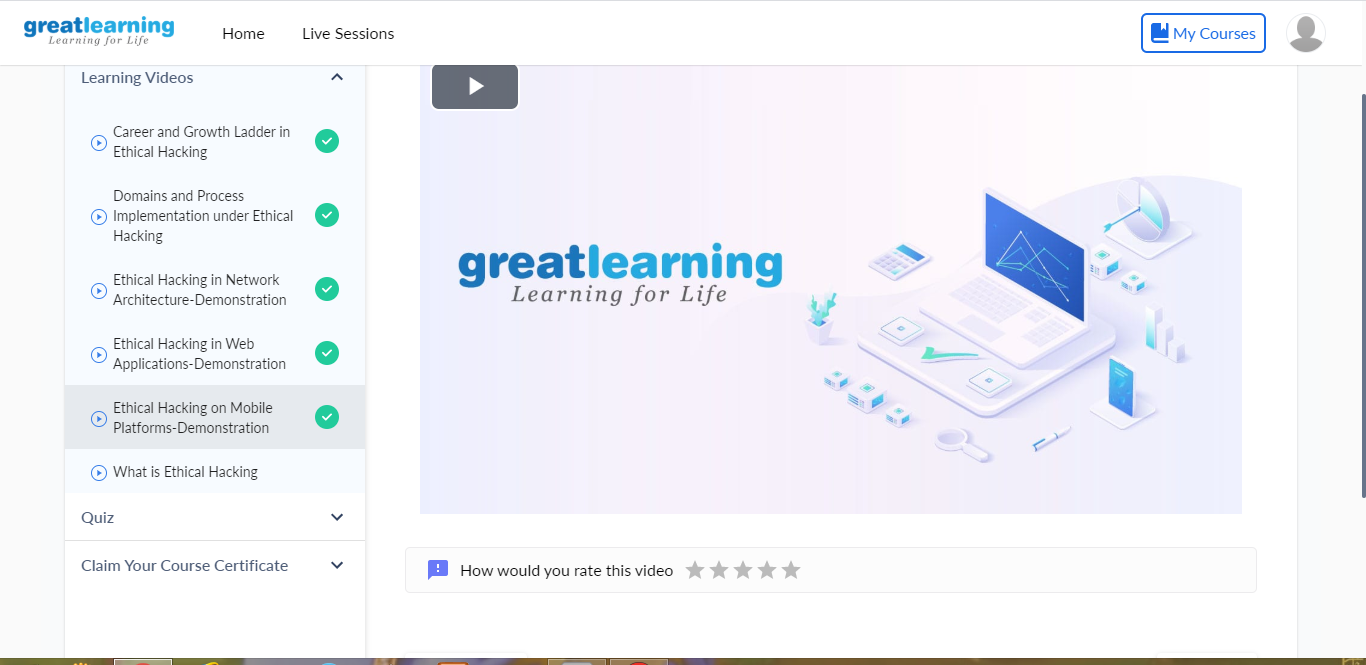 greatlearning
Learning for Life
Home
Live Sessions
My Courses
Learning Videos
Career and Growth Ladder in
Ethical Hacking
Domains and Process
Implementation under Ethical
Hacking
Ethical Hacking in Network
Architecture-Demonstration
Ethical Hacking in Web
Applications-Demonstration
Ethical Hacking on Mobile
Platforms-Demonstration
What is Ethical Hacking
Quiz
Claim Your Course Certificate
greatlearning
Learning for Life
How would you rate this video